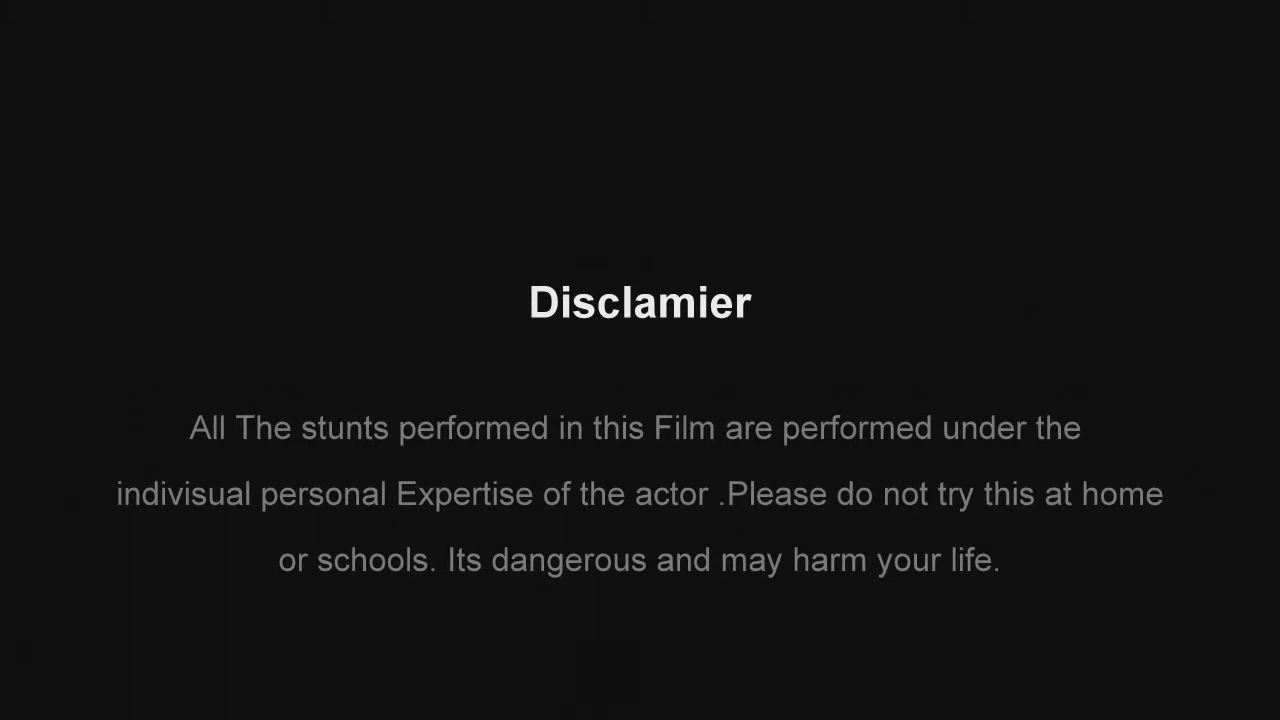 Disclamier
All The stunts performed in this Film are performed under the
indivisual personal Expertise of the actor .Please do not try this at home
or schools. Its dangerous and may harm your life.